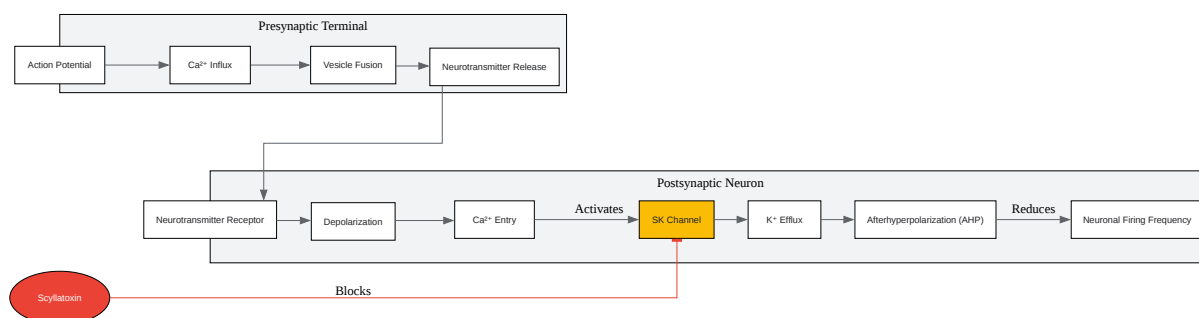 Presynaptic Terminal
Action Potential
Ca²⁺ Influx
Vesicle Fusion
Neurotransmitter Release
Postsynaptic Neuron
Neurotransmitter Receptor
Depolarization
Ca²⁺ Entry
Activates
SK Channel
K⁺ Efflux
Afterhyperpolarization (AHP)
Reduces
Neuronal Firing Frequency
Scyllatoxin
Blocks